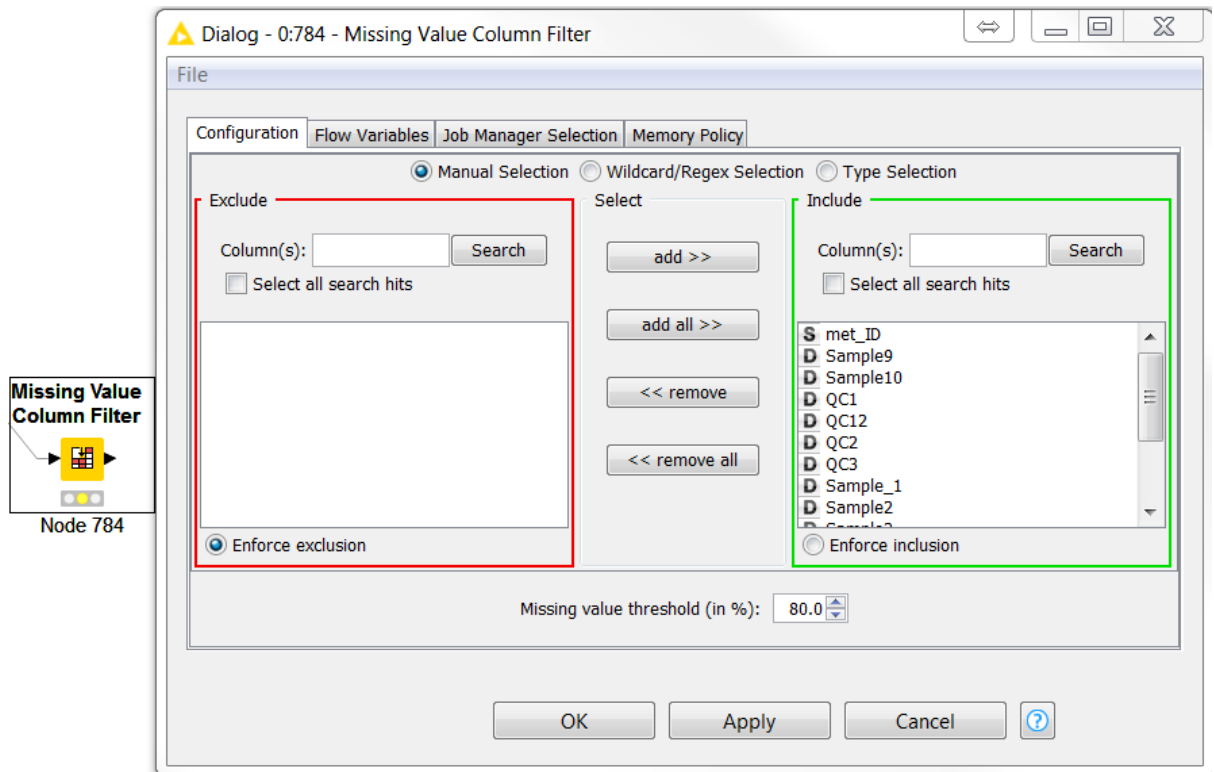 Dialog - 0:784 - Missing Value Column Filter
File
Configuration Flow Variables Job Manager Selection Memory Policy
Manual Selection Wildcard/Regex Selection Type Selection
Exclude
Column(s): Search
Select all search hits
Enforce exclusion
Select
add >>
add all >>
<< remove
<< remove all
Include
Column(s): Search
Select all search hits
S met_ID
D Sample9
D Sample10
D QC1
D QC12
D QC2
D QC3
D Sample_1
D Sample2
Enforce inclusion
Missing value threshold (in %): 80.0
OK Apply Cancel ?
Missing Value
Column Filter
Node 784